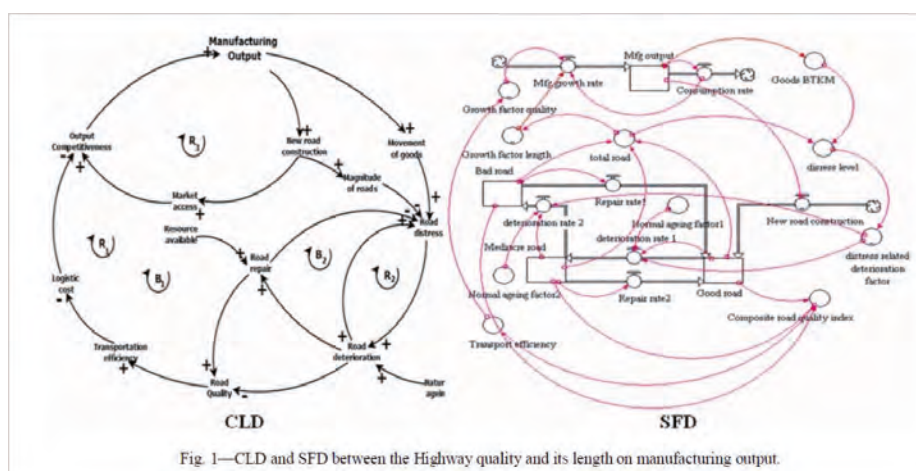 Manufacturing
Output
Output
Competitiveness
R3
New road
construction
Movement
of goods
Magnitude
of roads
Market
access
Resource
available
Road
distress
R1
B1
Road
repair
B2
R2
Logistic
cost
Transportation
efficiency
Road
deterioration
Road
Quality
Natur
agein
CLD
Mfg output
Mfg growth rate
Consumption rate
Goods BTKM
Growth factor quality
Growth factor length
total road
disress level
Bad road
Repair rate1
deterioration rate 2
Normal ageing factor1
New road construction
Mediocre road
deterioration rate 1
disress related
deterioration
factor
Normal ageing factor2
Repair rate2
Good road
Composite road quality index
Transport efficiency
SFD
Fig. 1—CLD and SFD between the Highway quality and its length on manufacturing output.